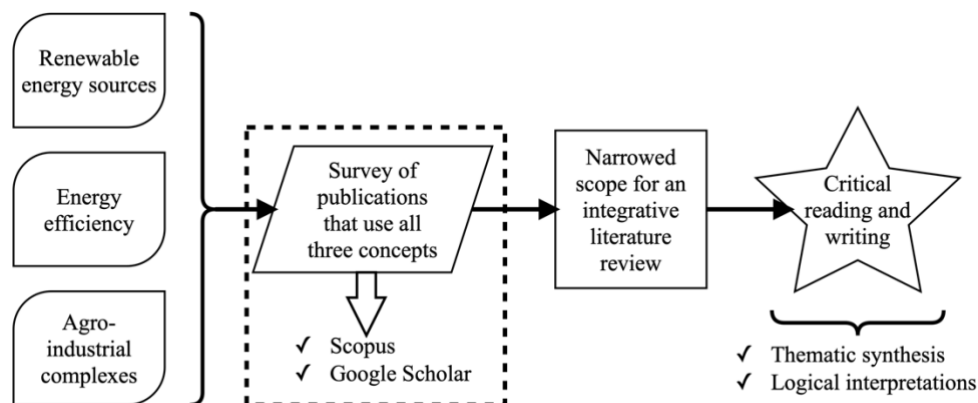 Renewable
energy sources
Energy
efficiency
Agro-
industrial
complexes
Survey of
publications
that use all
three concepts
✓ Scopus
✓ Google Scholar
Narrowed
scope for an
integrative
literature
review
Critical
reading and
writing
✓ Thematic synthesis
✓ Logical interpretations